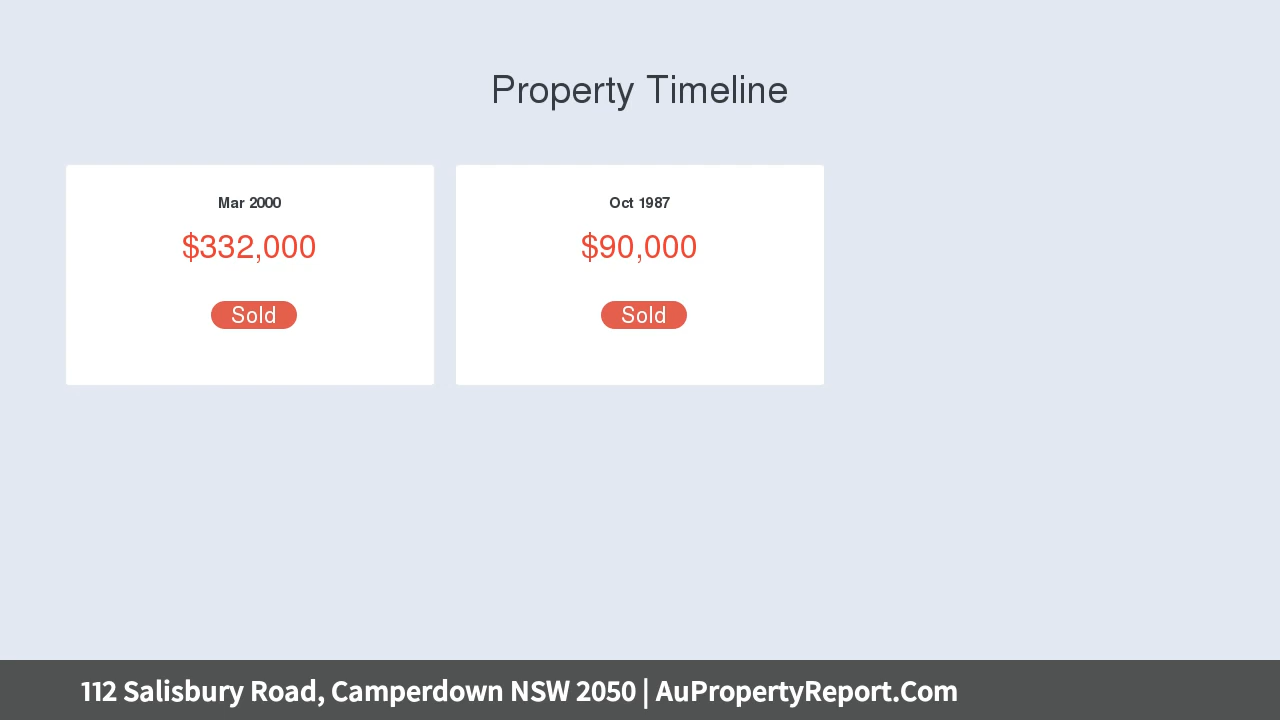 Property Timeline
Mar 2000
$332,000
Sold
Oct 1987
$90,000
Sold
112 Salisbury Road, Camperdown NSW 2050 | AuPropertyReport.Com